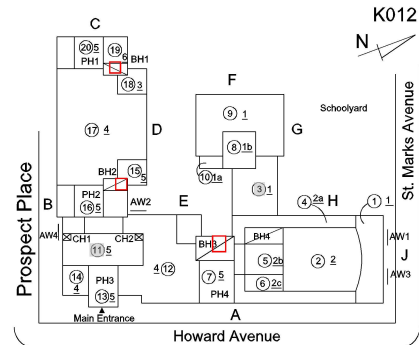 K012
N
C
20 5
PH1
19
6
BH1
18 3
17 4
D
BH2
15
5
B
PH2
16 5
AW2
AW4
CH1
CH2
11 5
14
4
PH3
13 5
Main Entrance
E
4 12
F
9 1
8 1b
10 1a
G
3 1
Schoolyard
BH3
7 5
PH4
BH4
5 2b
6 2c
4 2a
H
2 2
1 1
AW1
J
AW3
A
Prospect Place
St. Marks Avenue
Howard Avenue